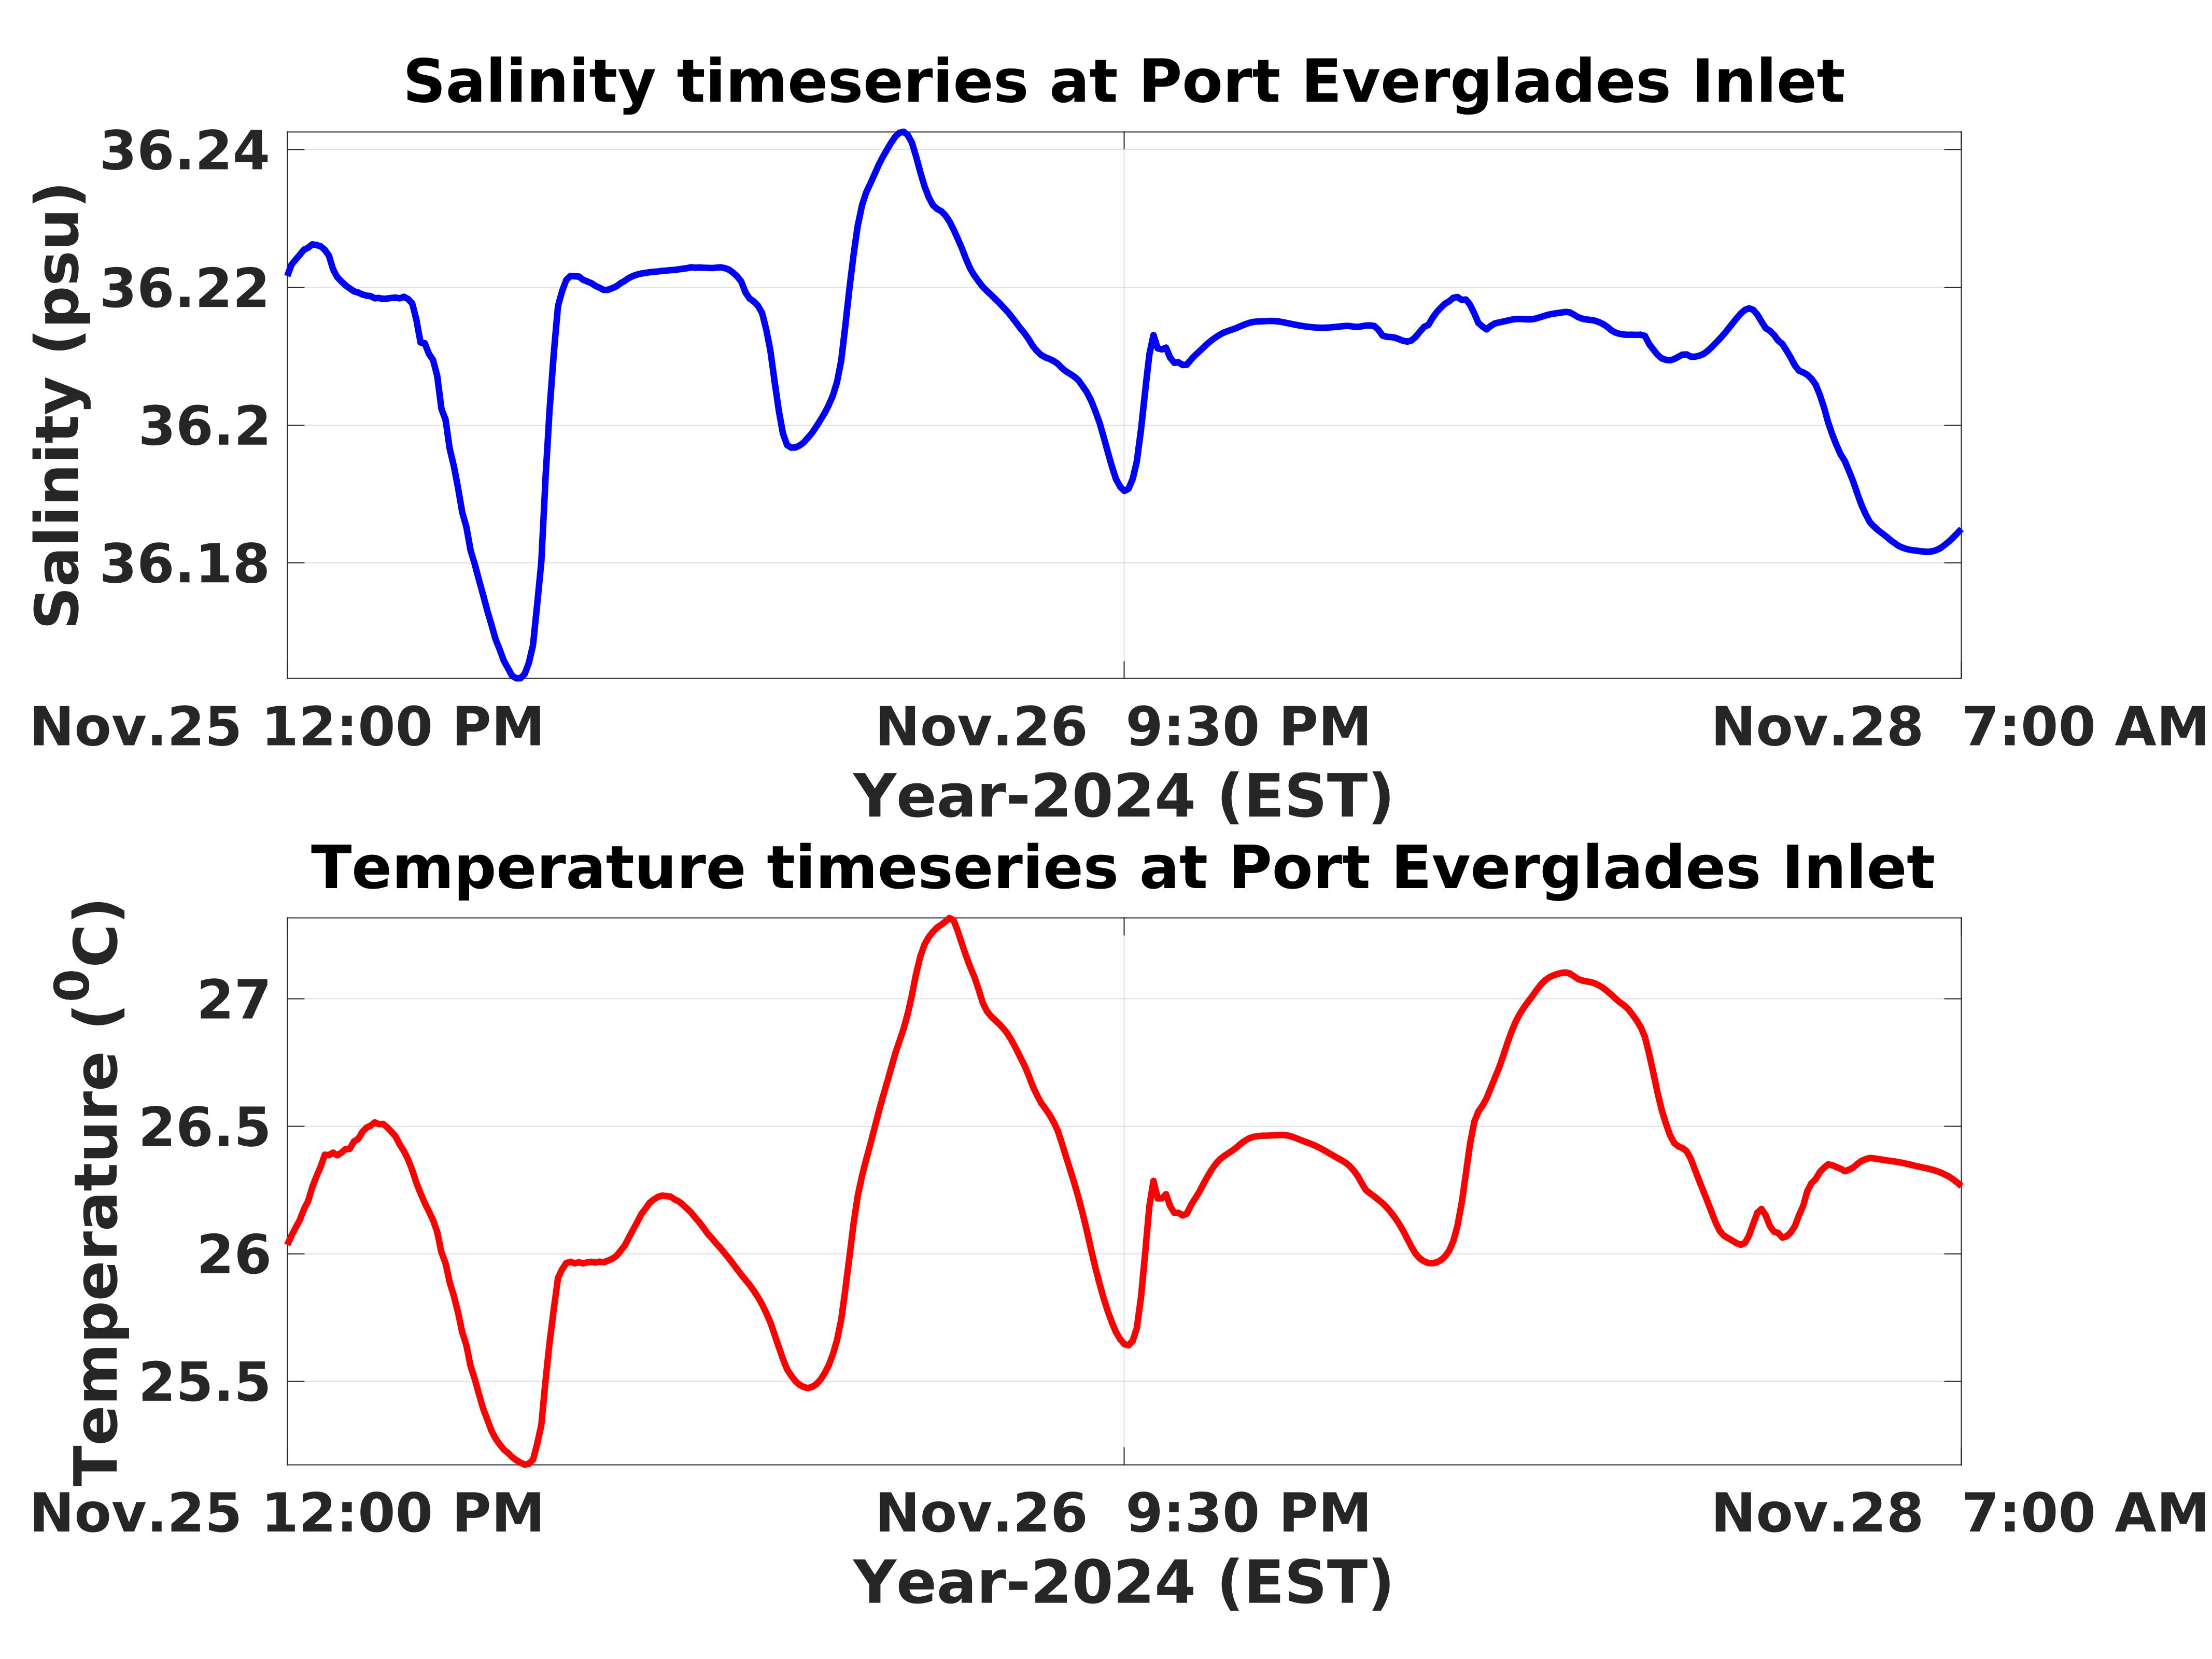 Salinity timeseries at Port Everglades Inlet
Salinity (psu)
36.24
36.22
36.2
36.18
Nov.25 12:00 PM Nov.26  9:30 PM Nov.28  7:00 AM
Year-2024 (EST)
Temperature timeseries at Port Everglades Inlet
Temperature (⁰C)
27
26.5
26
25.5
Nov.25 12:00 PM Nov.26  9:30 PM Nov.28  7:00 AM
Year-2024 (EST)